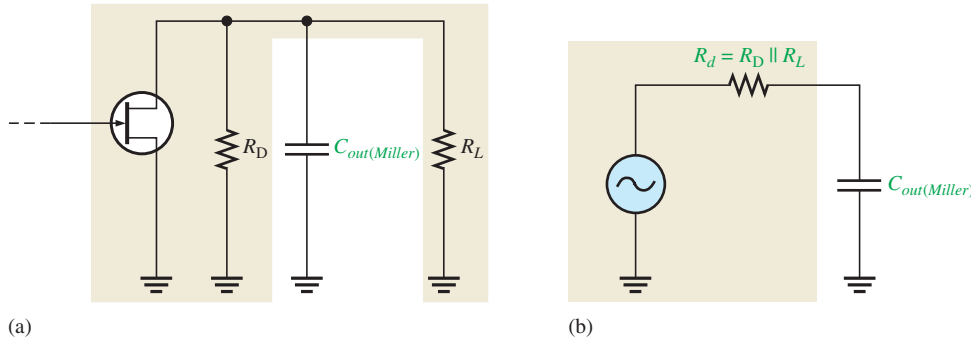 R_D
C_out(Miller)
R_L
(a)
R_d = R_D || R_L
C_out(Miller)
(b)